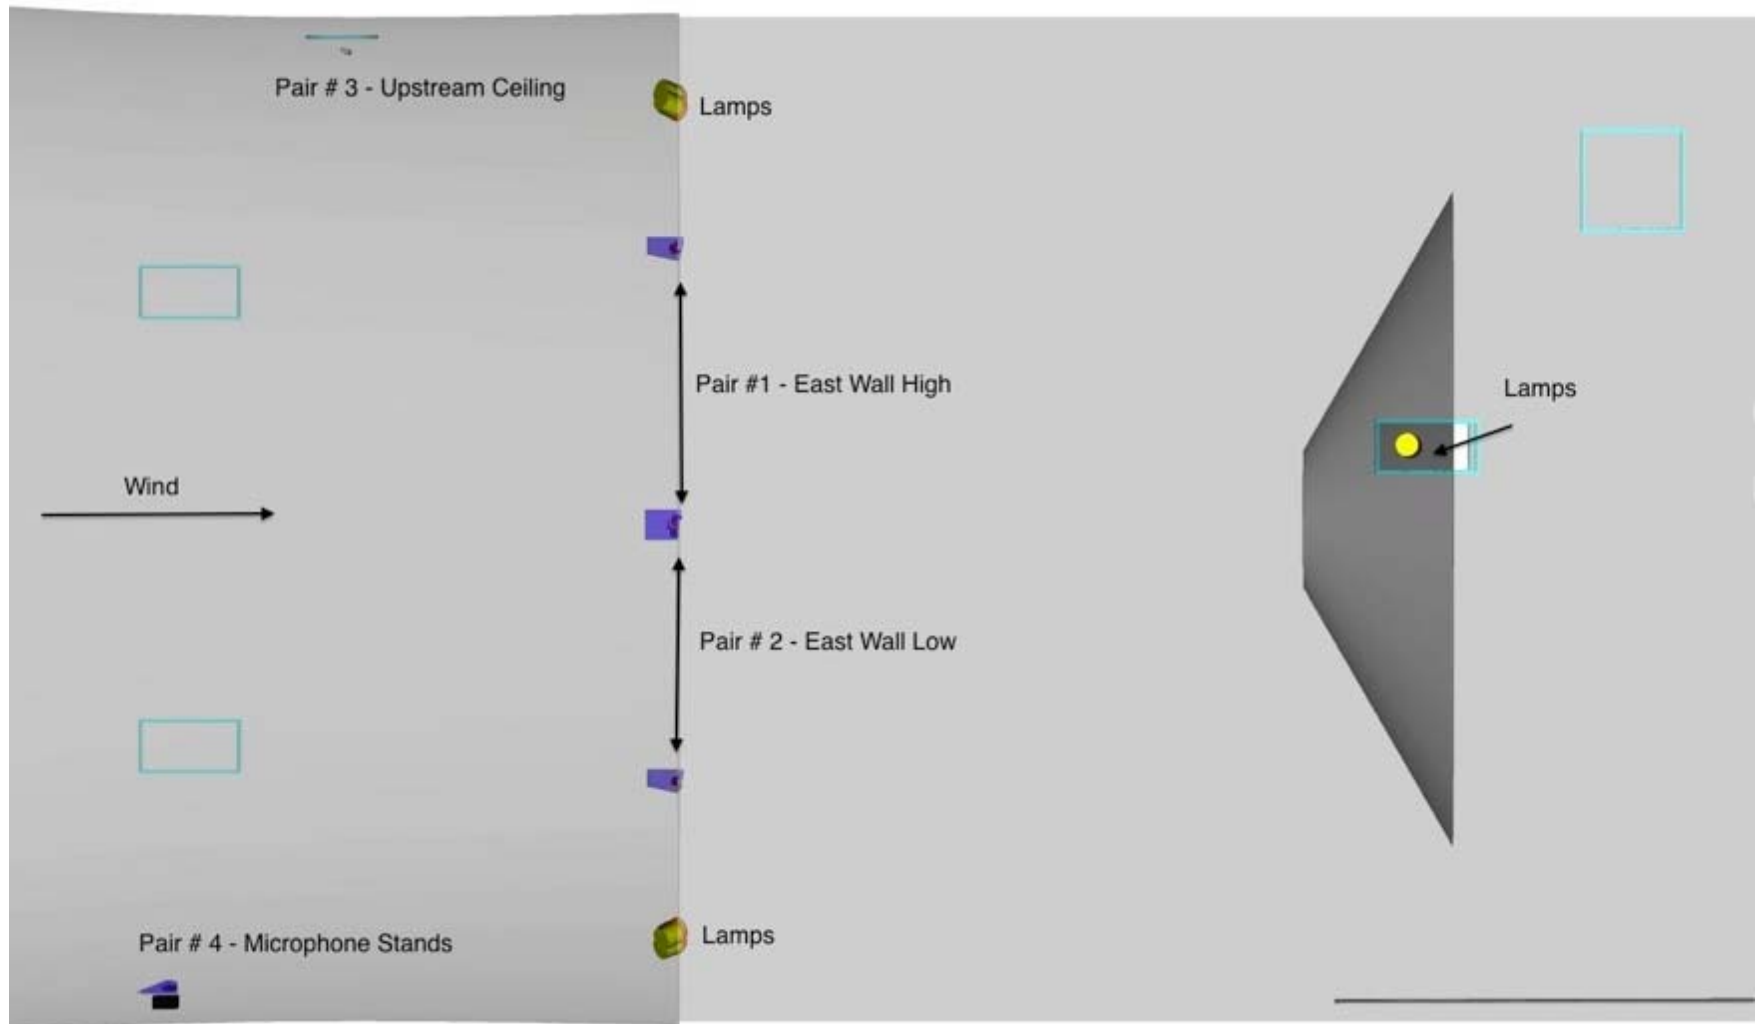 Pair # 3 - Upstream Ceiling
Lamps
Pair #1 - East Wall High
Lamps
Wind
Pair # 2 - East Wall Low
Lamps
Pair # 4 - Microphone Stands